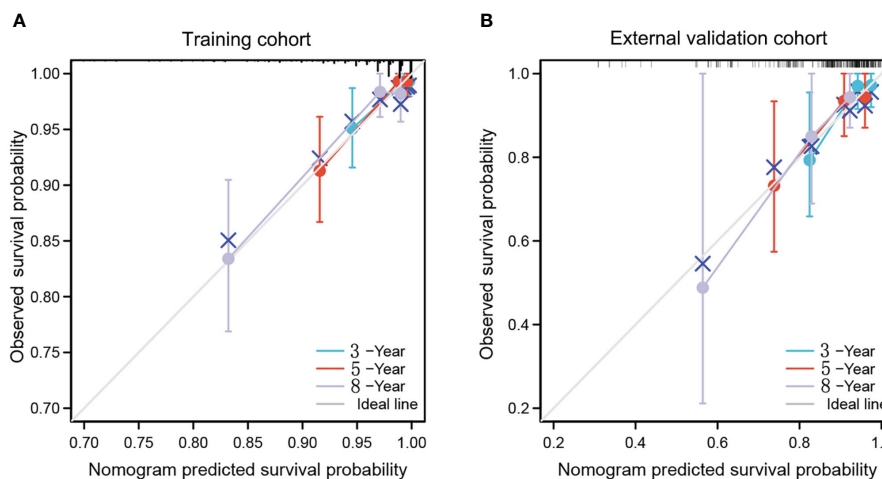 A
Training cohort
Observed survival probability
1.00
0.95
0.90
0.85
0.80
0.75
0.70
3 -Year
5 -Year
8 -Year
Ideal line
0.70 0.75 0.80 0.85 0.90 0.95 1.00
Nomogram predicted survival probability
B
External validation cohort
Observed survival probability
1.0
0.8
0.6
0.4
0.2
3 -Year
5 -Year
8 -Year
Ideal line
0.2 0.4 0.6 0.8 1.
Nomogram predicted survival probability